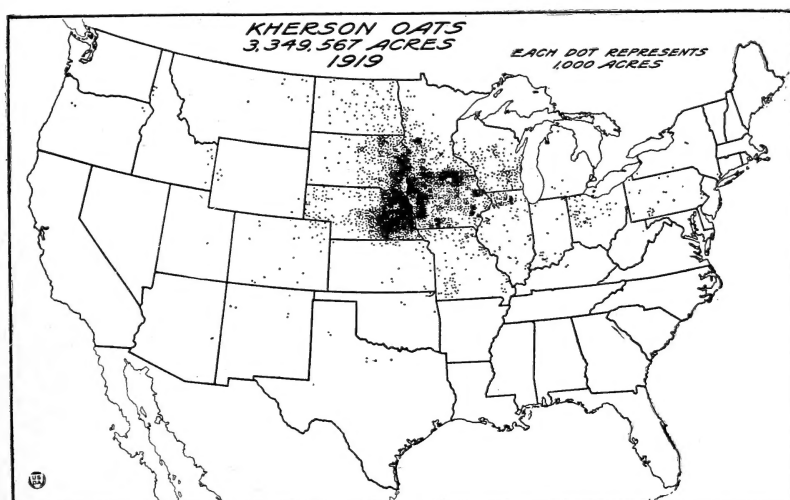 KHERSON OATS
3,349,567 ACRES
1919
EACH DOT REPRESENTS
1,000 ACRES